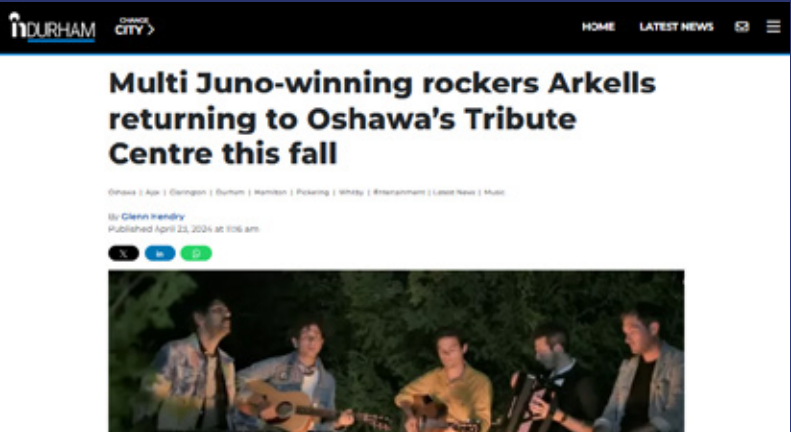 inDURHAM
CHANGE
CITY >
HOME LATEST NEWS
Multi Juno-winning rockers Arkells
returning to Oshawa's Tribute
Centre this fall
Oshawa | Ajax | Clarington | Durham | Hamilton | Pickering | Whitby | Entertainment | Latest News | Music
By Glenn Hendry
Published April 23, 2024 at 11:16 am
X in